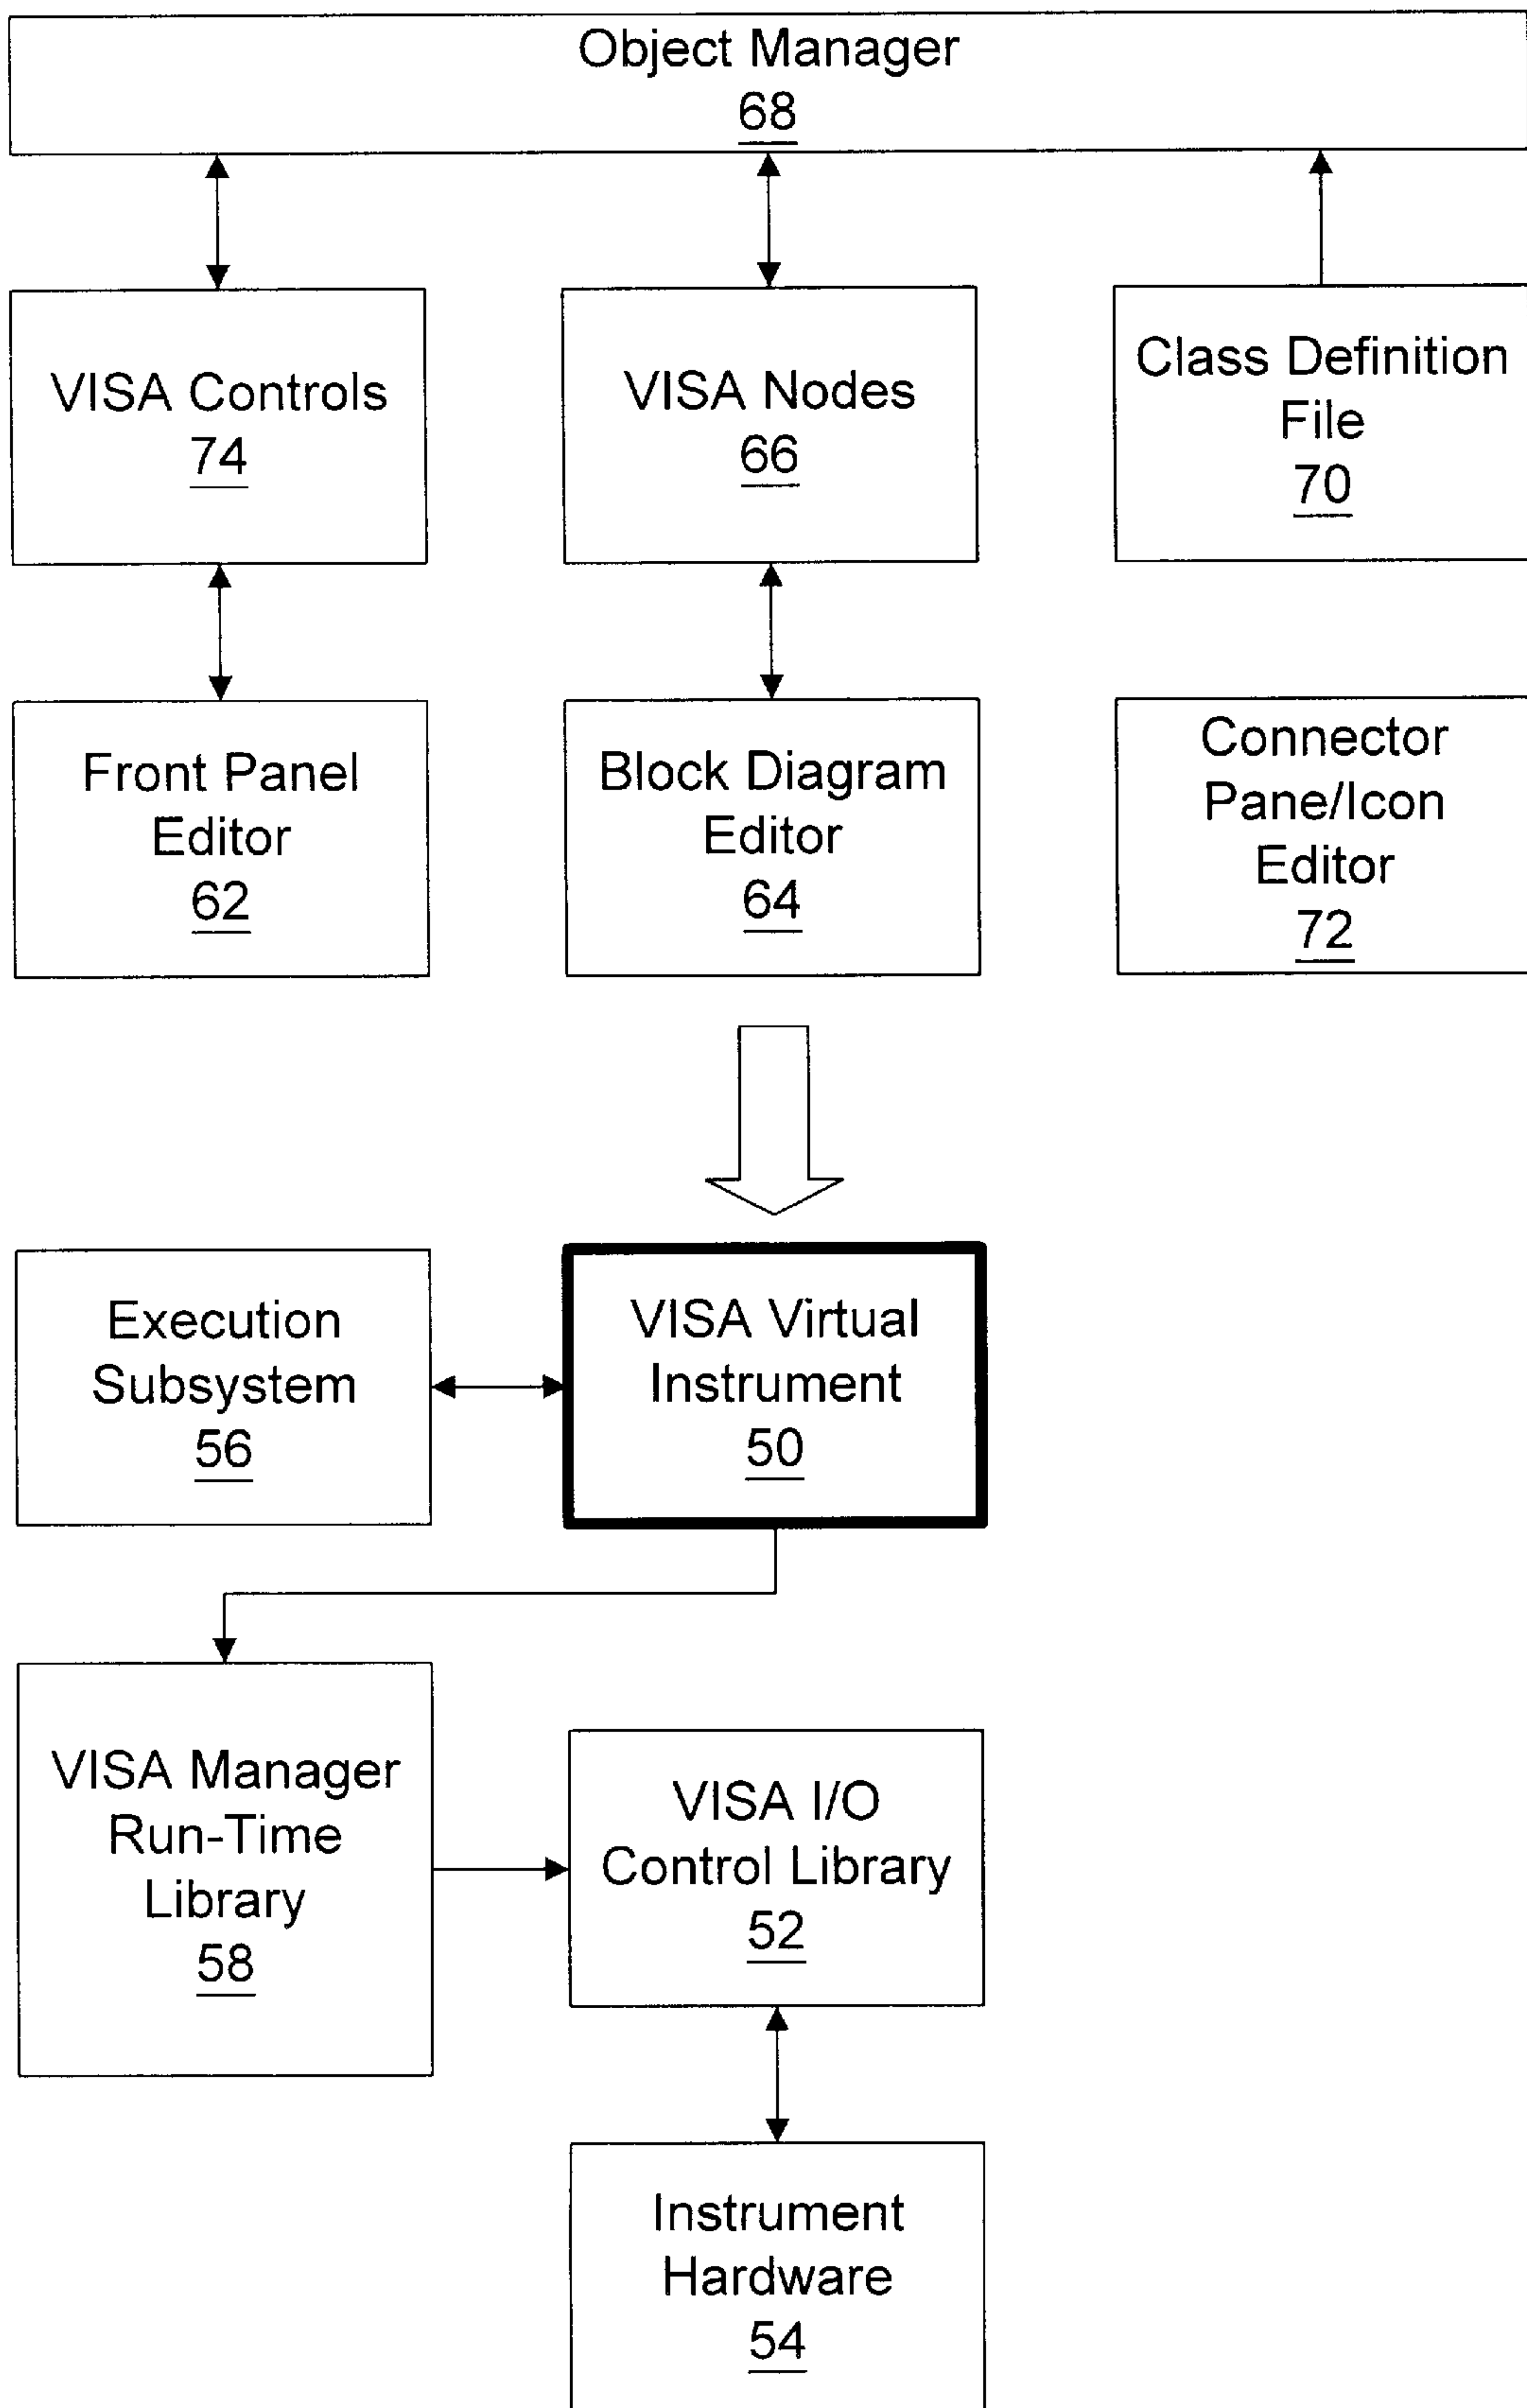 Object Manager
68
VISA Controls
74
VISA Nodes
66
Class Definition
File
70
Front Panel
Editor
62
Block Diagram
Editor
64
Connector
Pane/Icon
Editor
72
Execution
Subsystem
56
VISA Virtual
Instrument
50
VISA Manager
Run-Time
Library
58
VISA I/O
Control Library
52
Instrument
Hardware
54